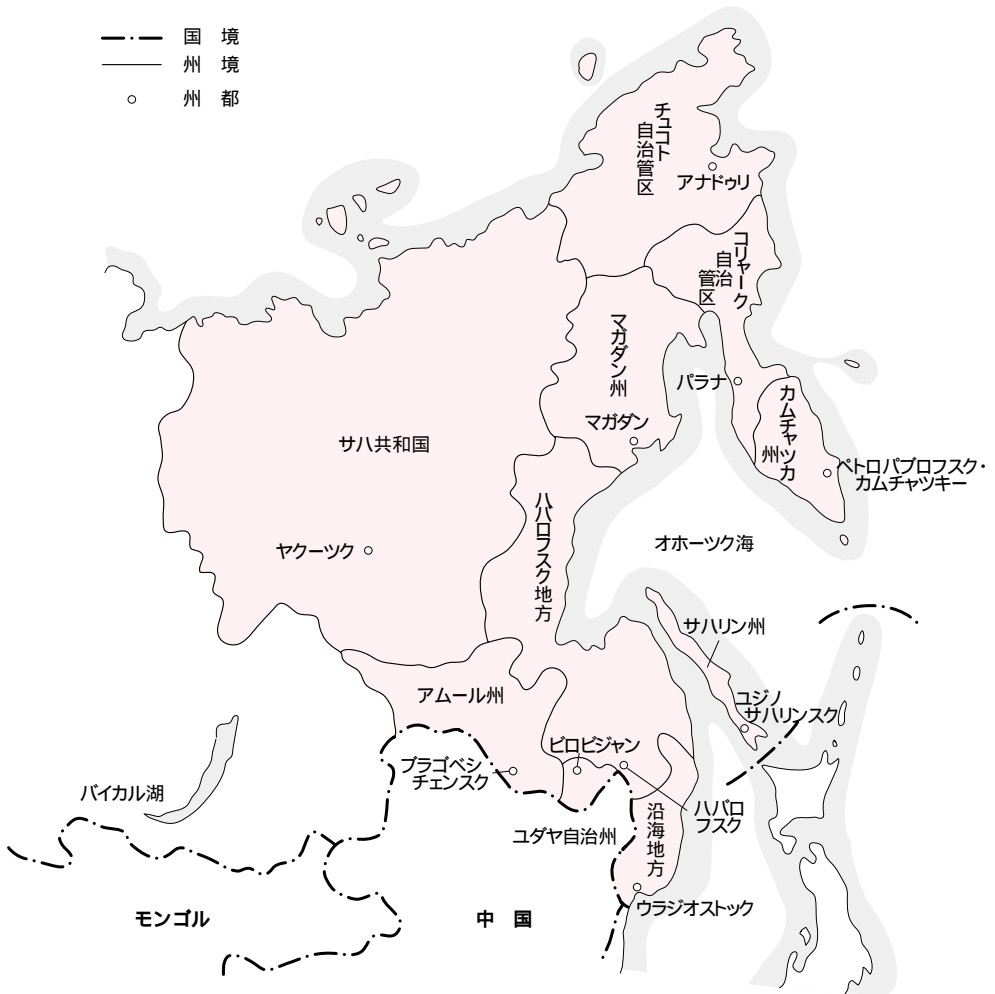 国 境
州 境
州 都
チュコト
自治管区
アナドゥリ
コリャーク
自治
管区
マガダン州
パラナ
カムチャツカ
州
マガダン
サハ共和国
ペトロパブロフスク・
カムチャツキー
ハバロフスク地方
ヤクーツク
オホーツク海
サハリン州
アムール州
ユジノ
サハリンスク
ビロビジャン
ブラゴベシ
チェンスク
バイカル湖
ハバロ
フスク
沿海地方
ユダヤ自治州
ウラジオストック
モンゴル
中 国